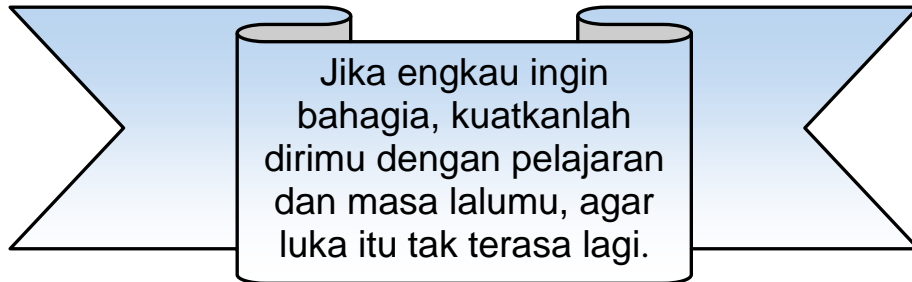 Jika engkau ingin
bahagia, kuatkanlah
dirimu dengan pelajaran
dan masa lalumu, agar
luka itu tak terasa lagi.